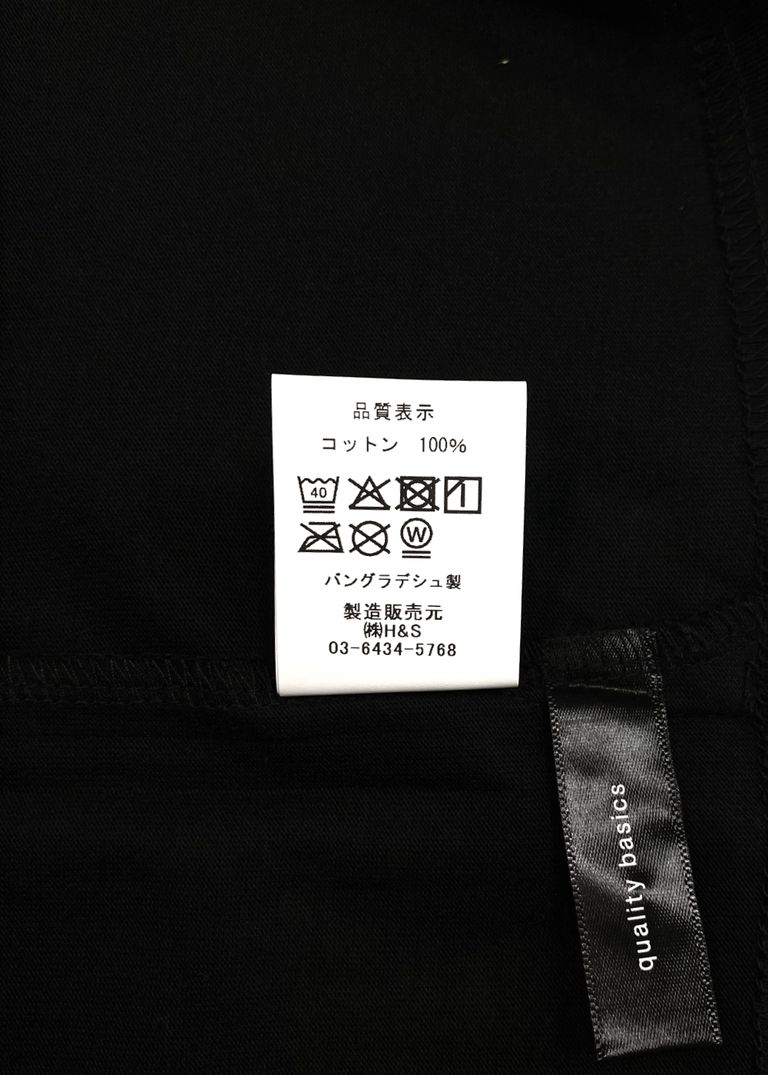 品質表示
コットン 100%
40
W
バングラデシュ製
製造販売元
㈱H&S
03-6434-5768
quality basics